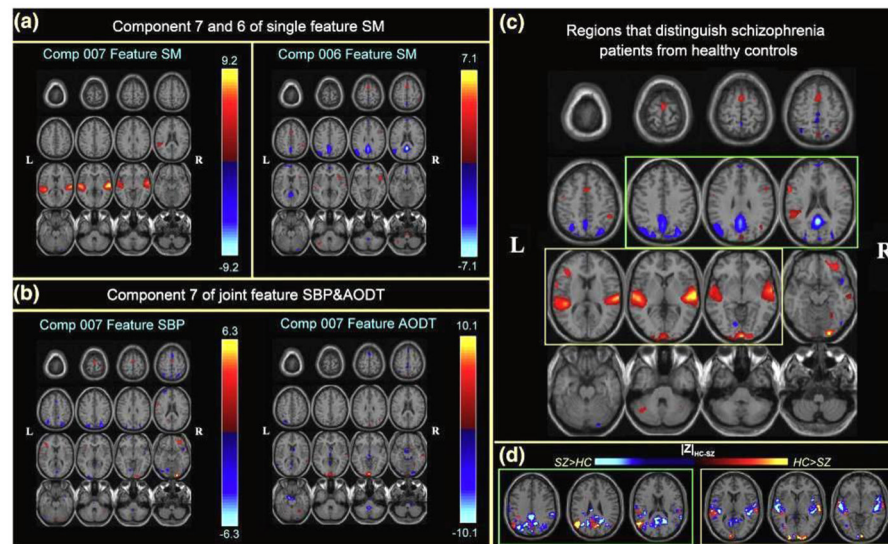 (a)
Component 7 and 6 of single feature SM
Comp 007 Feature SM
9.2
-9.2
Comp 006 Feature SM
7.1
-7.1
L
R
(b)
Component 7 of joint feature SBP&AODT
Comp 007 Feature SBP
6.3
-6.3
Comp 007 Feature AODT
10.1
-10.1
L
R
(c)
Regions that distinguish schizophrenia
patients from healthy controls
L
R
(d)
|Z|HC-SZ
SZ>HC
HC>SZ